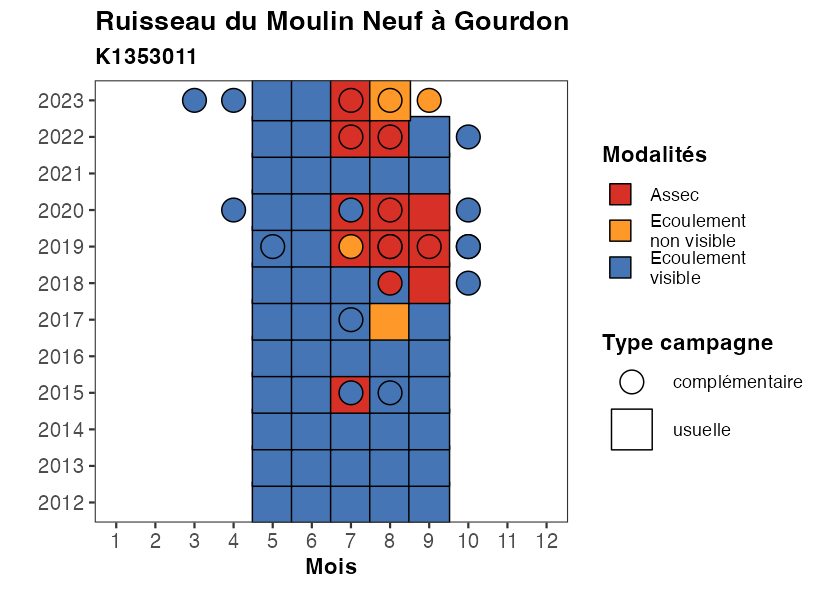 Ruisseau du Moulin Neuf à Gourdon
K1353011
2023
2022
2021
2020
2019
2018
2017
2016
2015
2014
2013
2012
1 2 3 4 5 6 7 8 9 10 11 12
Mois
Modalités
Assec
Ecoulement
non visible
Ecoulement
visible
Type campagne
complémentaire
usuelle